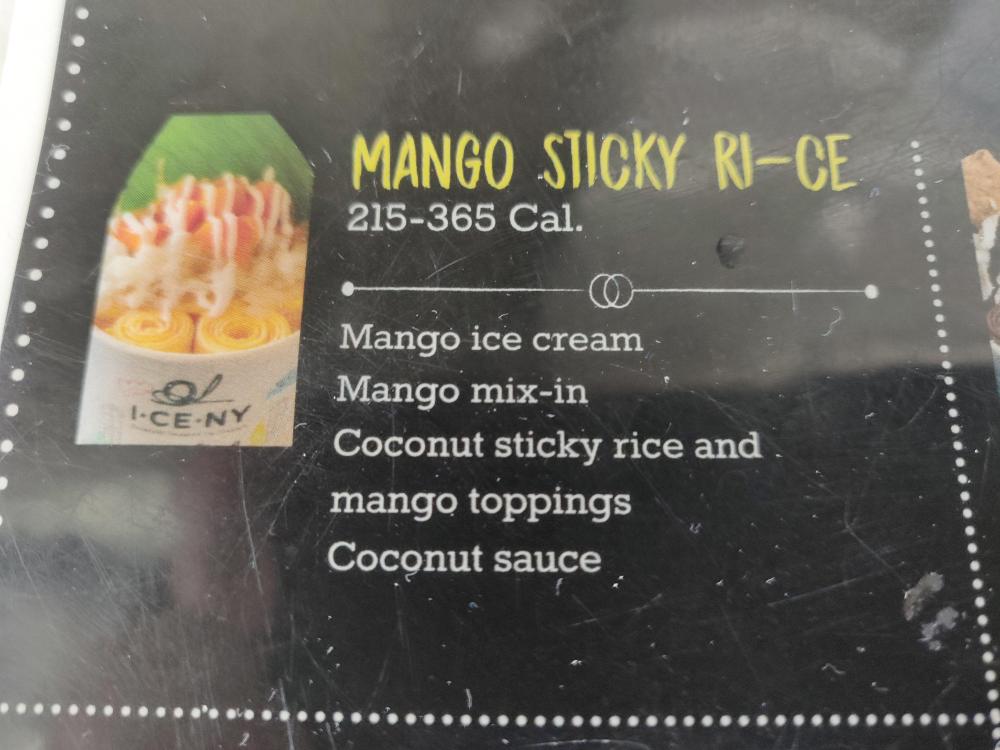 MANGO STICKY RI-CE
215-365 Cal.
Mango ice cream
Mango mix-in
Coconut sticky rice and
mango toppings
Coconut sauce
I·CE·NY